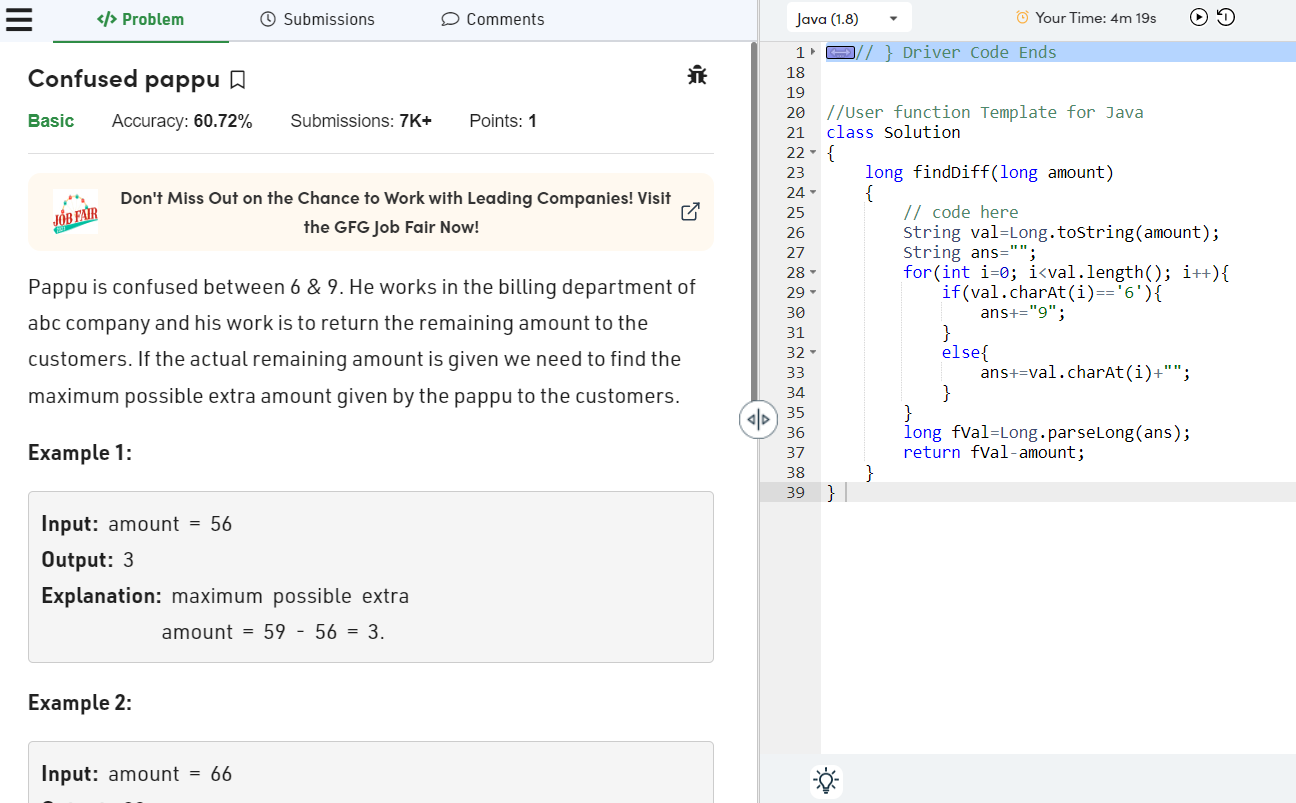 Problem
Submissions
Comments
Confused pappu
Basic Accuracy: 60.72% Submissions: 7K+ Points: 1
JOB FAIR
Don't Miss Out on the Chance to Work with Leading Companies! Visit
the GFG Job Fair Now!
Pappu is confused between 6 & 9. He works in the billing department of
abc company and his work is to return the remaining amount to the
customers. If the actual remaining amount is given we need to find the
maximum possible extra amount given by the pappu to the customers.
Example 1:
Input: amount = 56
Output: 3
Explanation: maximum possible extra
amount = 59 - 56 = 3.
Example 2:
Input: amount = 66
Java (1.8)
Your Time: 4m 19s
1 // } Driver Code Ends
18
19
20 //User function Template for Java
21 class Solution
22 {
23 long findDiff(long amount)
24 {
25 // code here
26 String val=Long.toString(amount);
27 String ans="";
28 for(int i=0; i<val.length(); i++){
29 if(val.charAt(i)=='6'){
30 ans+="9";
31 }
32 else{
33 ans+=val.charAt(i)+"";
34 }
35 }
36 long fVal=Long.parseLong(ans);
37 return fVal-amount;
38 }
39 }